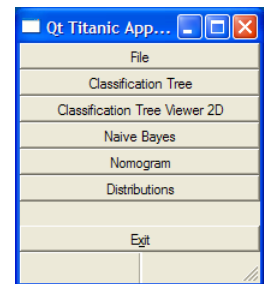 Qt Titanic App...
File
Classification Tree
Classification Tree Viewer 2D
Naive Bayes
Nomogram
Distributions
Exit